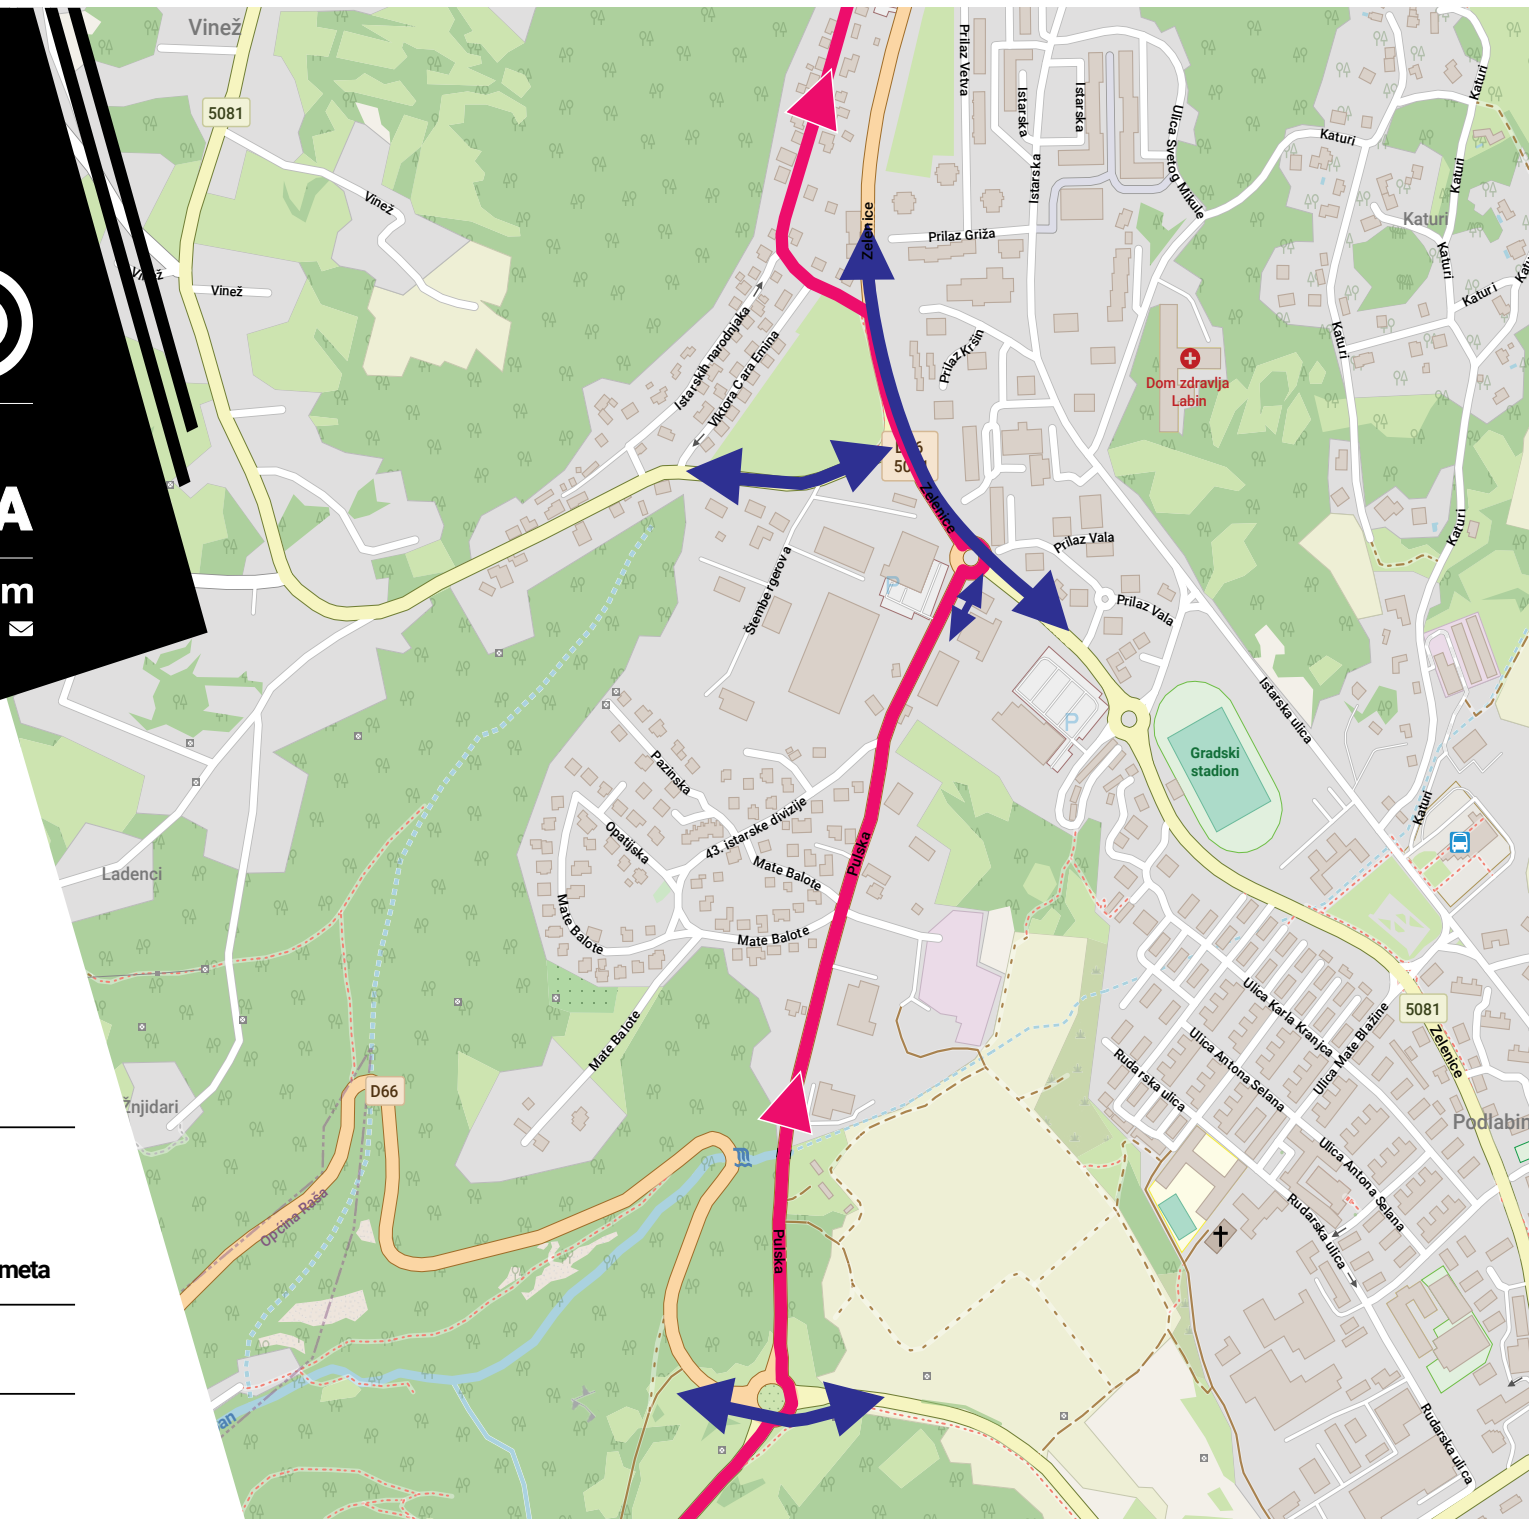 Vinež
5081
Vinež
Vinež
Vinež
A
m
meta
Zelenice
Prilaz Vetva
Istarska
Istarska
Istarska
Ulica Svetog Mikule
Prilaz Griža
Prilaz Kršin
Katuri
Katuri
Katuri
Katuri
Katuri
Katuri
Katuri
Katuri
Katuri
Dom zdravlja
Labin
Istarskih narodnjaka
Viktora Cara Emina
Zelenice
Prilaz Vala
Prilaz Vala
Štembergerova
P
P
Istarska ulica
Gradski
stadion
Pazinska
Opatijska
43. istarske divizije
Mate Balote
Mate Balote
Mate Balote
Mate Balote
Pulska
Pulska
Ladenci
Žnjidari
D66
Općina Raša
5081
Zelenice
Podlabin
Ulica Karla Kranjca
Ulica Mate Blažine
Ulica Antona Selana
Ulica Antona Selana
Rudarska ulica
Rudarska ulica
Rudarska ulica